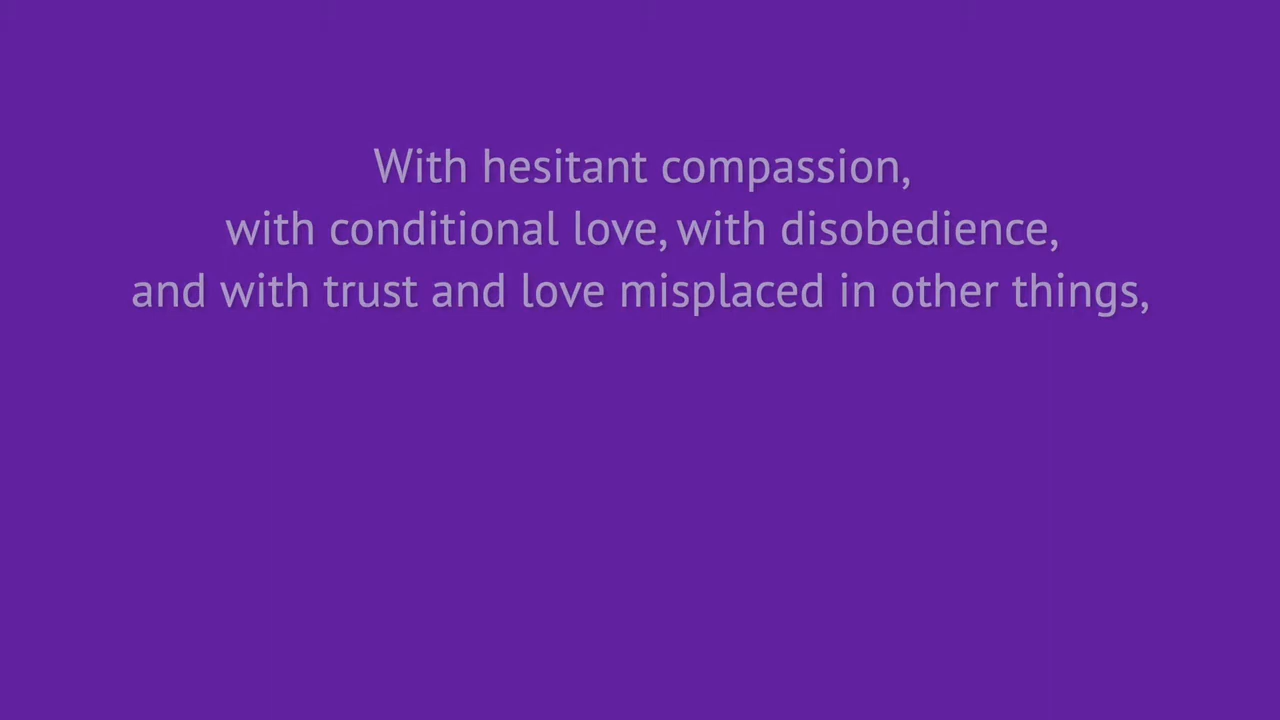 With hesitant compassion,
with conditional love, with disobedience,
and with trust and love misplaced in other things,